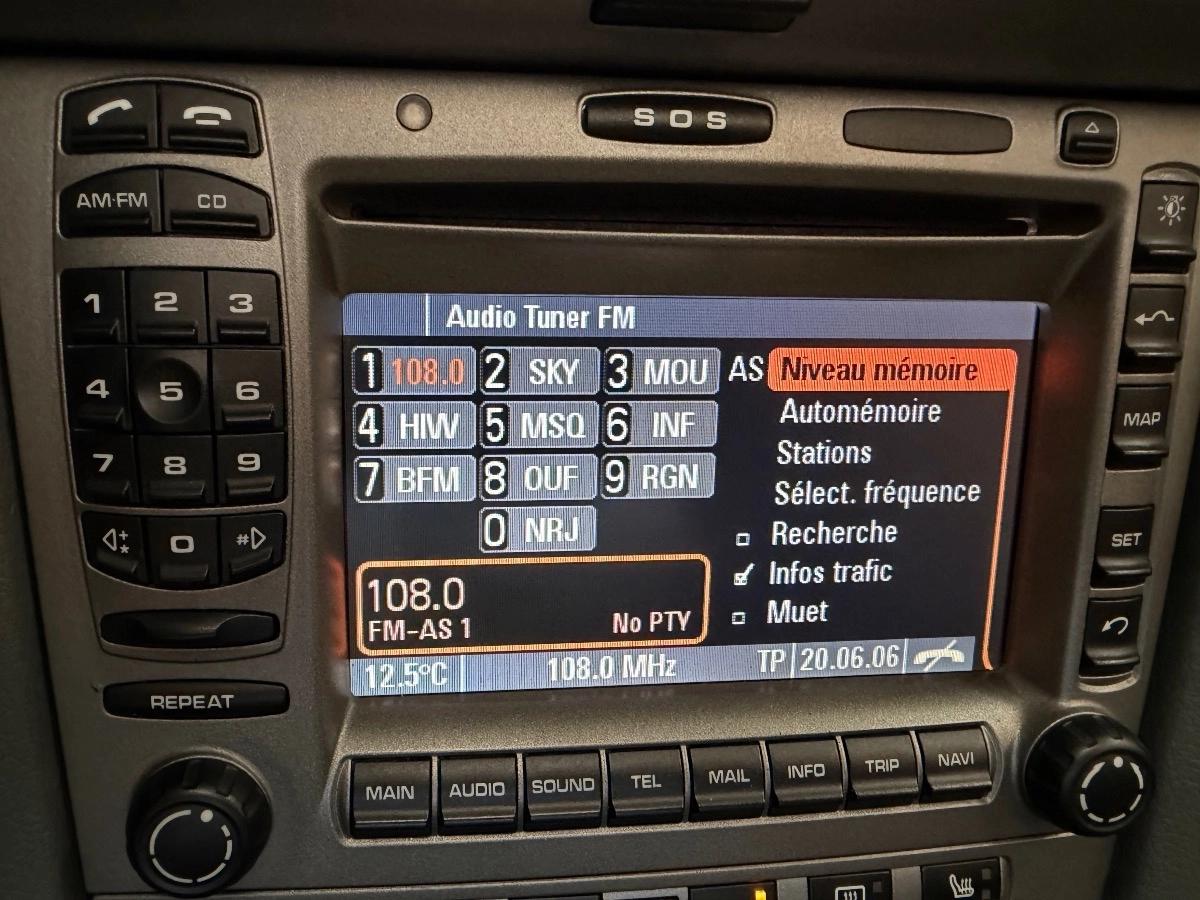 SOS
AM·FM CD
1 2 3
4 5 6
7 8 9
* 0 #
REPEAT
Audio Tuner FM
1 108.0 2 SKY 3 MOU
4 HIW 5 MSQ 6 INF
7 BFM 8 OUF 9 RGN
0 NRJ
108.0
FM-AS 1 No PTY
AS Niveau mémoire
Automémoire
Stations
Sélect. fréquence
Recherche
Infos trafic
Muet
12.5°C 108.0 MHz TP 20.06.06
MAP
SET
MAIN AUDIO SOUND TEL MAIL INFO TRIP NAVI